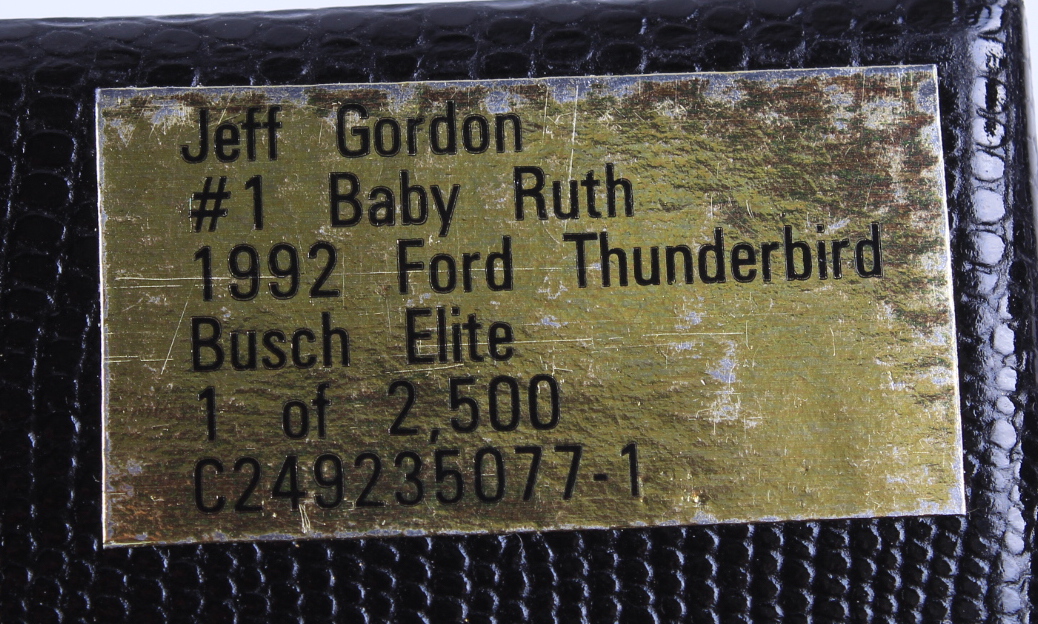 Jeff Gordon
#1 Baby Ruth
1992 Ford Thunderbird
Busch Elite
1 of 2,500
C249235077-1